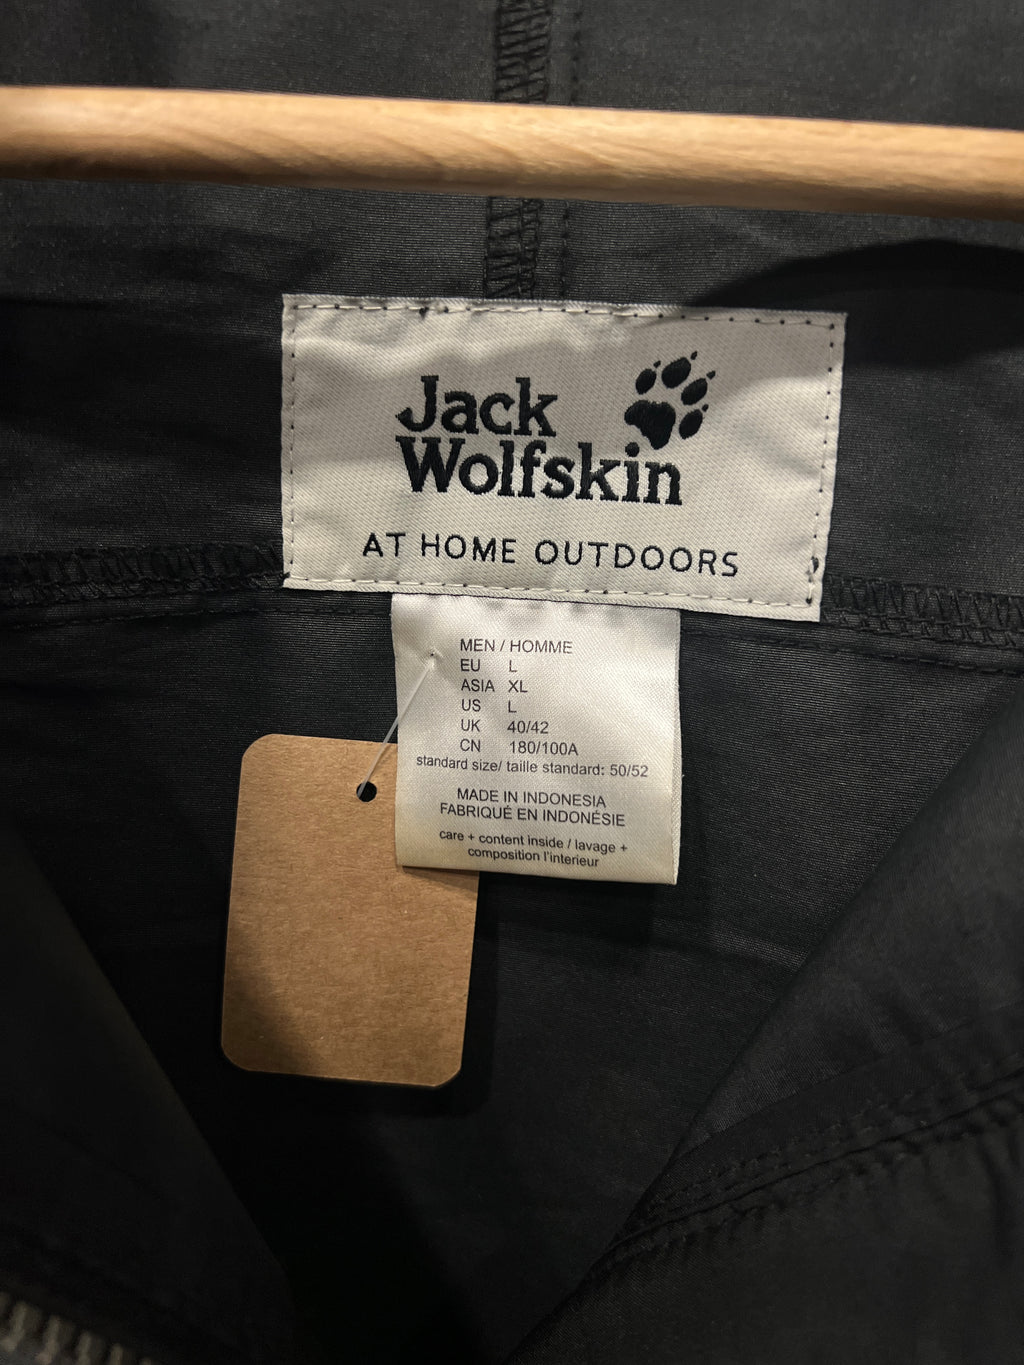 Jack
Wolfskin
AT HOME OUTDOORS
MEN / HOMME
EU L
ASIA XL
US L
UK 40/42
CN 180/100A
standard size/ taille standard: 50/52
MADE IN INDONESIA
FABRIQUÉ EN INDONÉSIE
care + content inside / lavage +
composition l'interieur